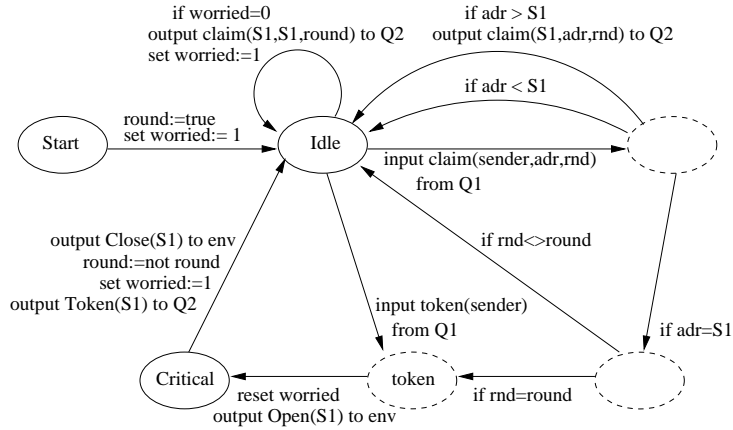 if worried=0
output claim(S1,S1,round) to Q2
set worried:=1
if adr > S1
output claim(S1,adr,rnd) to Q2
if adr < S1
round:=true
set worried:= 1
Start
Idle
input claim(sender,adr,rnd)
from Q1
output Close(S1) to env
round:=not round
set worried:=1
output Token(S1) to Q2
if rnd<>round
input token(sender)
from Q1
if adr=S1
Critical
token
reset worried
output Open(S1) to env
if rnd=round